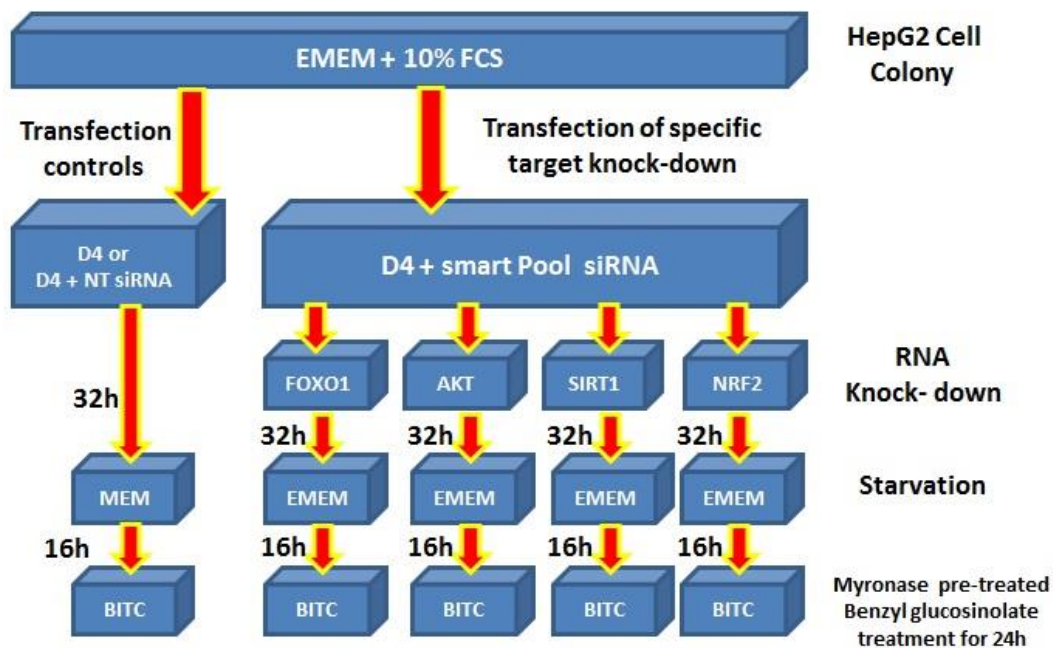 EMEM + 10% FCS
HepG2 Cell
Colony
Transfection
controls
Transfection of specific
target knock-down
D4 or
D4 + NT siRNA
D4 + smart Pool siRNA
FOXO1
AKT
SIRT1
NRF2
RNA
Knock- down
32h
32h
32h
32h
32h
MEM
EMEM
EMEM
EMEM
EMEM
Starvation
16h
16h
16h
16h
16h
BITC
BITC
BITC
BITC
BITC
Myronase pre-treated
Benzyl glucosinolate
treatment for 24h